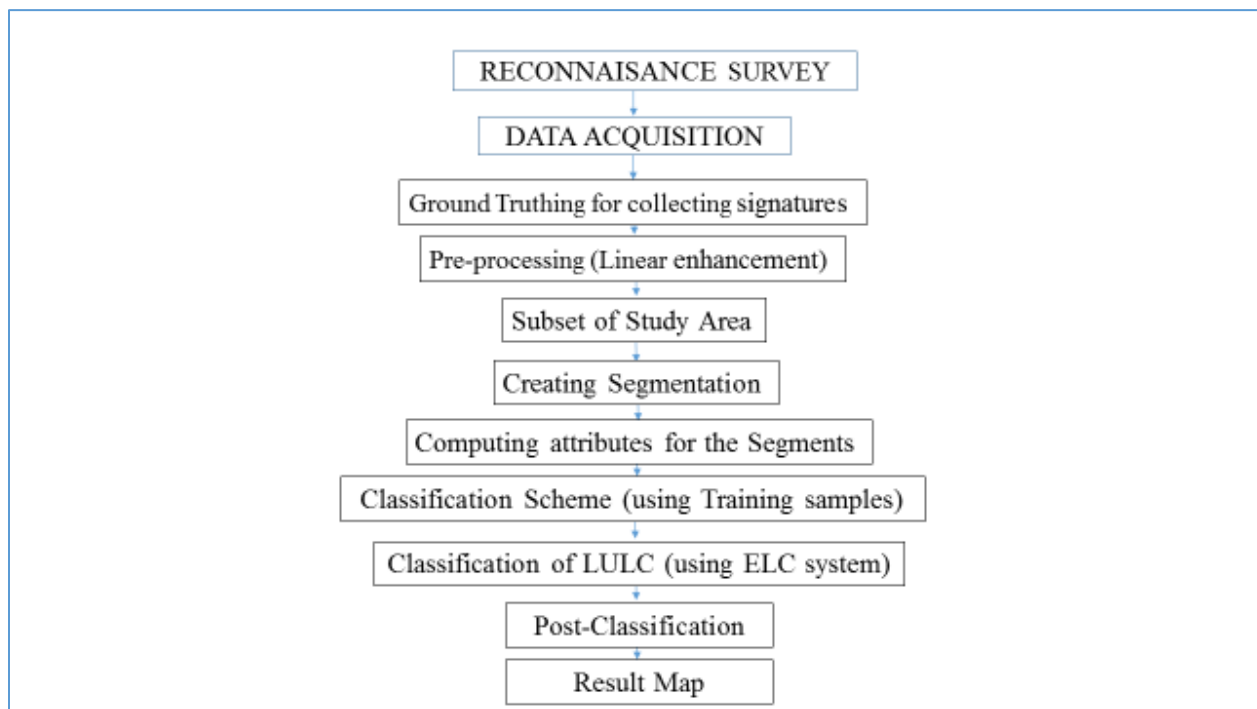 RECONNAISANCE SURVEY
DATA ACQUISITION
Ground Truthing for collecting signatures
Pre-processing (Linear enhancement)
Subset of Study Area
Creating Segmentation
Computing attributes for the Segments
Classification Scheme (using Training samples)
Classification of LULC (using ELC system)
Post-Classification
Result Map